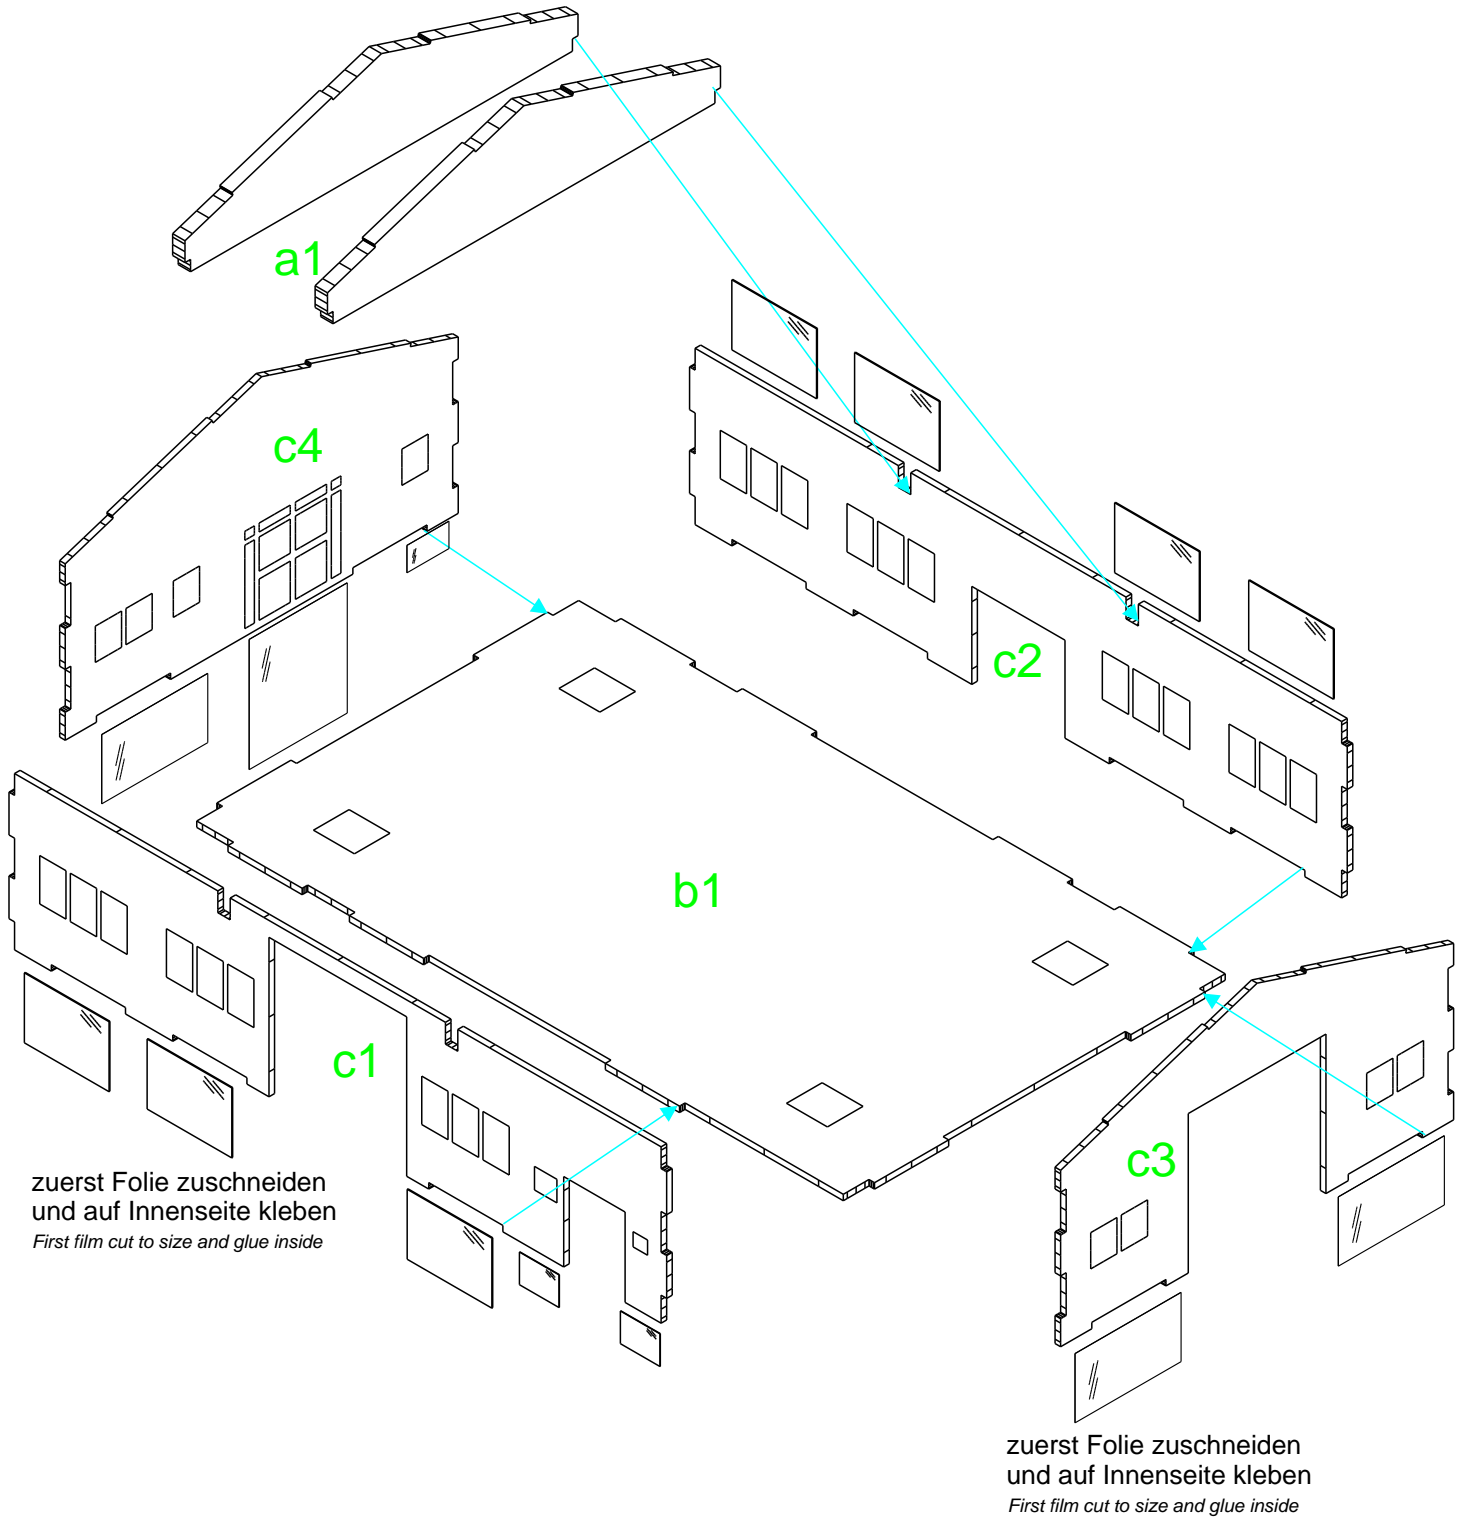 a1
c4
c2
b1
c1
c3
zuerst Folie zuschneiden
und auf Innenseite kleben
First film cut to size and glue inside
zuerst Folie zuschneiden
und auf Innenseite kleben
First film cut to size and glue inside